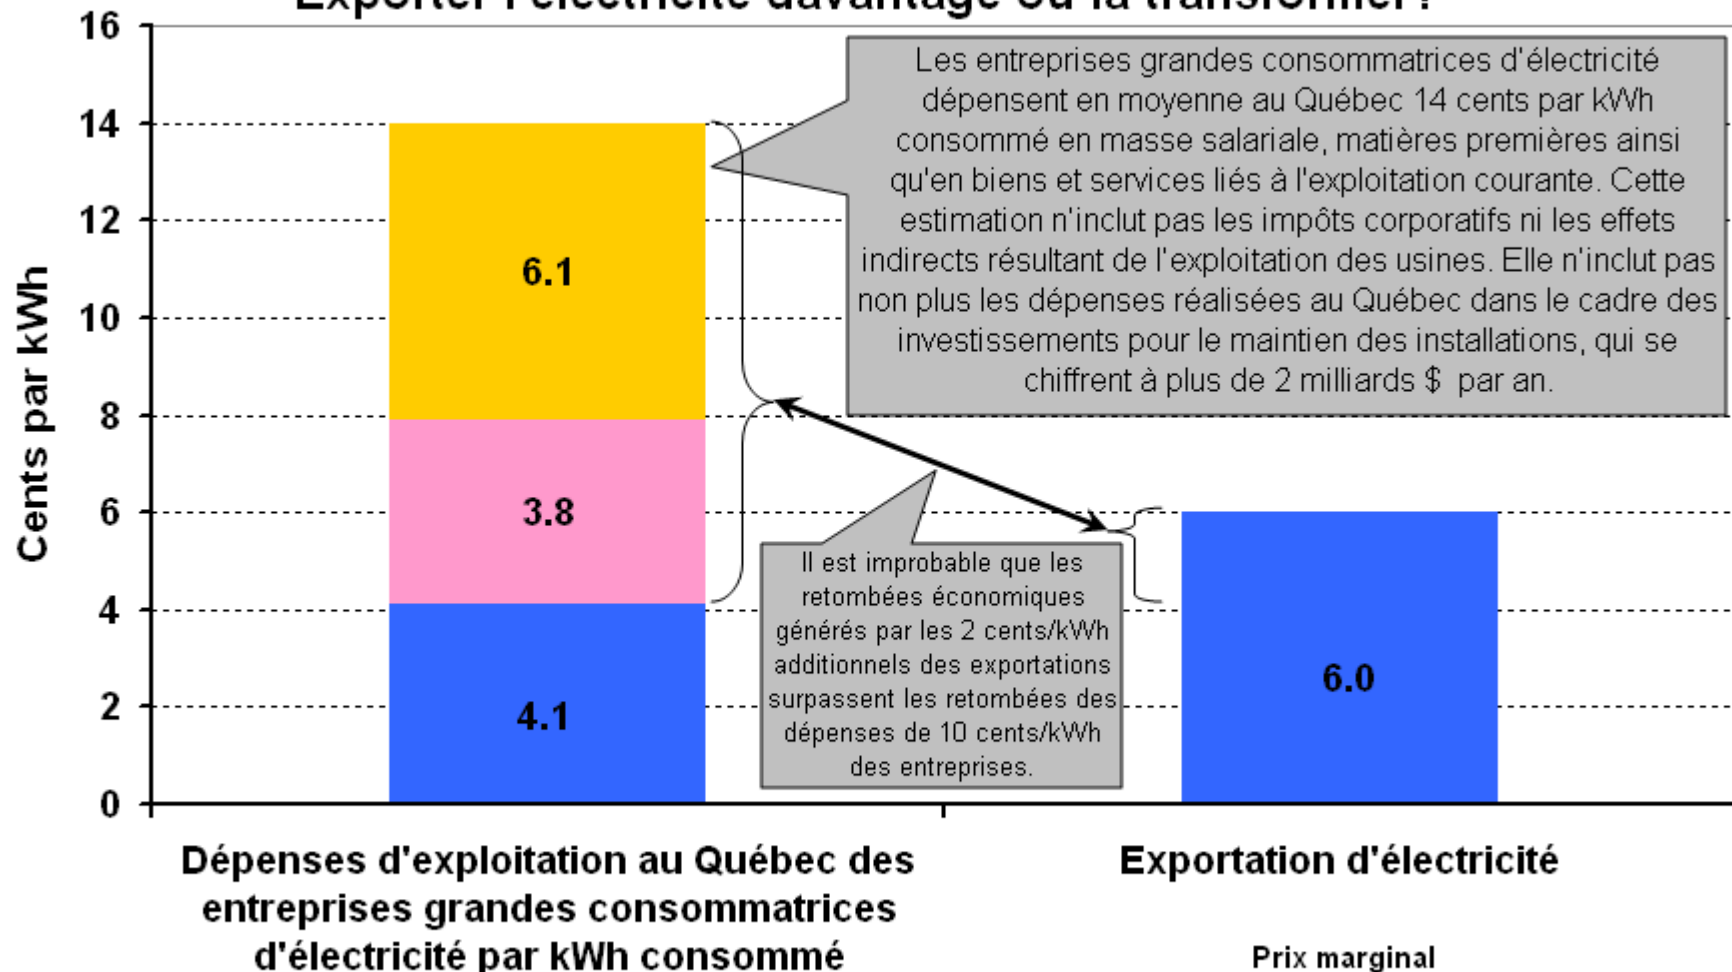 Exporter l'électricité davantage ou la transformer?
16
14
12
10
8
6
4
2
0
Cents par kWh
6.1
3.8
4.1
6.0
Les entreprises grandes consommatrices d'électricité
dépensent en moyenne au Québec 14 cents par kWh
consommé en masse salariale, matières premières ainsi
qu'en biens et services liés à l'exploitation courante. Cette
estimation n'inclut pas les impôts corporatifs ni les effets
indirects résultant de l'exploitation des usines. Elle n'inclut pas
non plus les dépenses réalisées au Québec dans le cadre des
investissements pour le maintien des installations, qui se
chiffrent à plus de 2 milliards $ par an.
Il est improbable que les
retombées économiques
générés par les 2 cents/kWh
additionnels des exportations
surpassent les retombées des
dépenses de 10 cents/kWh
des entreprises.
Dépenses d'exploitation au Québec des
entreprises grandes consommatrices
d'électricité par kWh consommé
Exportation d'électricité
Prix marginal